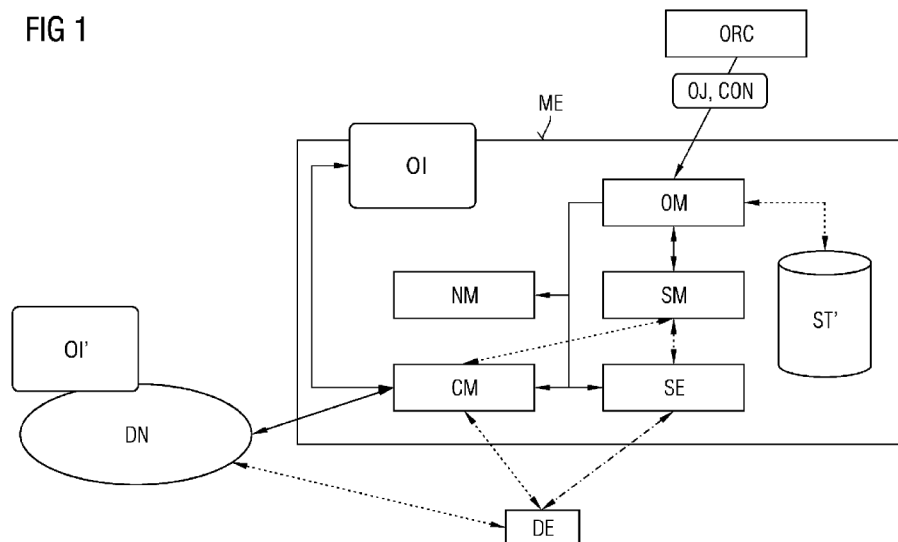 FIG 1
ORC
OJ, CON
ME
OI
OM
NM
SM
ST'
OI'
CM
SE
DN
DE